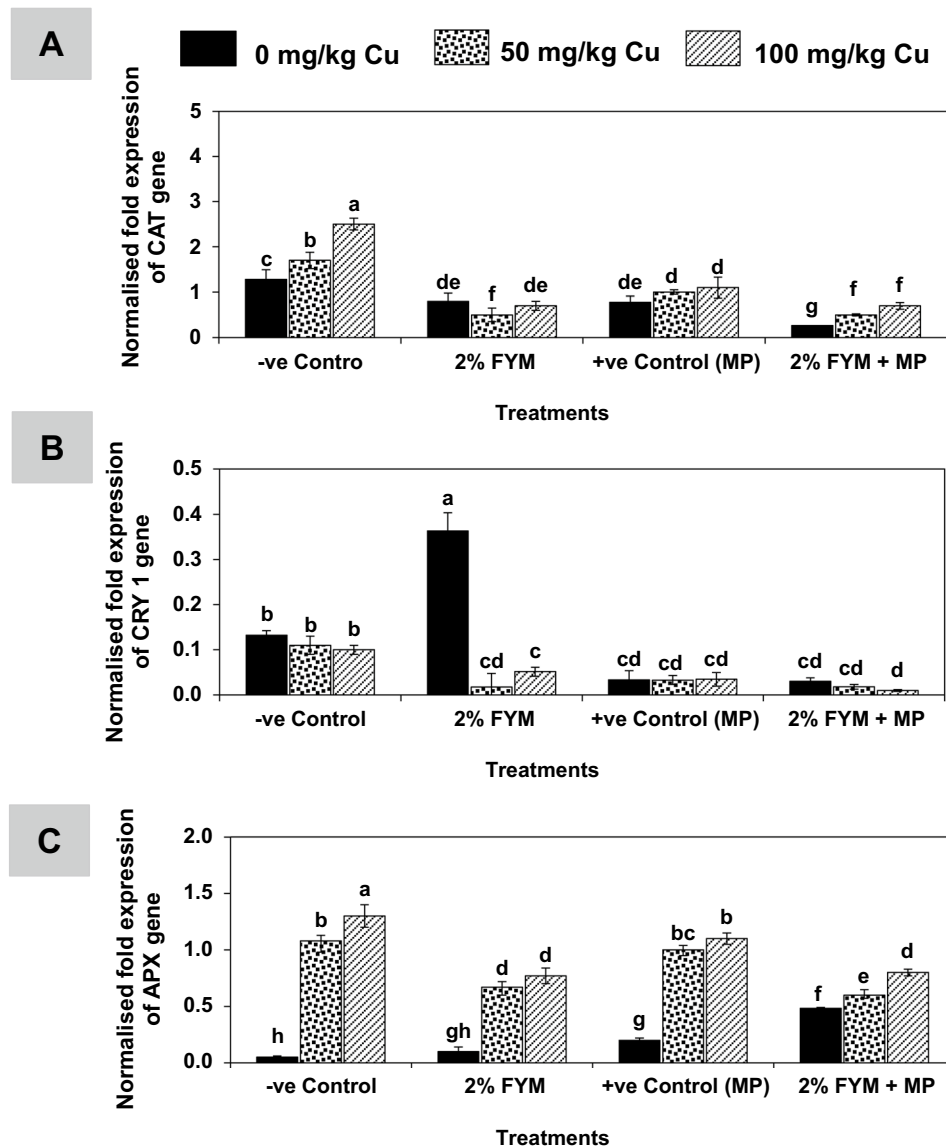 A
0 mg/kg Cu 50 mg/kg Cu 100 mg/kg Cu
Normalised fold expression
of CAT gene
5
4
3
2
1
0
c b a
de f de
de d d
g f f
-ve Contro 2% FYM +ve Control (MP) 2% FYM + MP
Treatments
B
Normalised fold expression
of CRY 1 gene
0.5
0.4
0.3
0.2
0.1
0.0
b b b
a cd c
cd cd cd
cd cd d
-ve Control 2% FYM +ve Control (MP) 2% FYM + MP
Treatments
C
Normalised fold expression
of APX gene
2.0
1.5
1.0
0.5
0.0
h b a
gh d d
g bc b
f e d
-ve Control 2% FYM +ve Control (MP) 2% FYM + MP
Treatments